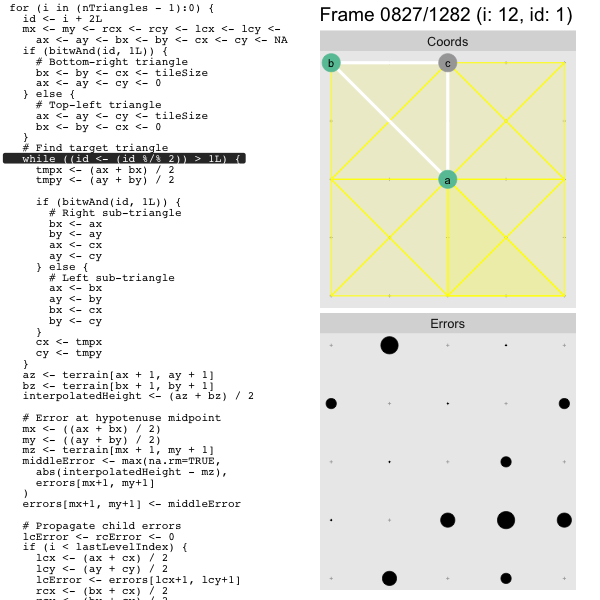 for (i in (nTriangles - 1):0) {
id <- i + 2L
mx <- my <- rcx <- rcy <- lcx <- lcy <-
ax <- ay <- bx <- by <- cx <- cy <- NA
if (bitwAnd(id, 1L)) {
# Bottom-right triangle
bx <- by <- cx <- tileSize
ax <- ay <- cy <- 0
} else {
# Top-left triangle
ax <- ay <- cy <- tileSize
bx <- by <- cx <- 0
}
# Find target triangle
while ((id <- (id %/% 2)) > 1L) {
tmpx <- (ax + bx) / 2
tmpy <- (ay + by) / 2
if (bitwAnd(id, 1L)) {
# Right sub-triangle
bx <- ax
by <- ay
ax <- cx
ay <- cy
} else {
# Left sub-triangle
ax <- bx
ay <- by
bx <- cx
by <- cy
}
cx <- tmpx
cy <- tmpy
}
az <- terrain[ax + 1, ay + 1]
bz <- terrain[bx + 1, by + 1]
interpolatedHeight <- (az + bz) / 2
# Error at hypotenuse midpoint
mx <- ((ax + bx) / 2)
my <- ((ay + by) / 2)
mz <- terrain[mx + 1, my + 1]
middleError <- max(na.rm=TRUE,
abs(interpolatedHeight - mz),
errors[mx+1, my+1]
)
errors[mx+1, my+1] <- middleError
# Propagate child errors
lcError <- rcError <- 0
if (i < lastLevelIndex) {
lcx <- (ax + cx) / 2
lcy <- (ay + cy) / 2
lcError <- errors[lcx+1, lcy+1]
rcx <- (bx + cx) / 2
Frame 0827/1282 (i: 12, id: 1)
Coords
b
c
a
Errors